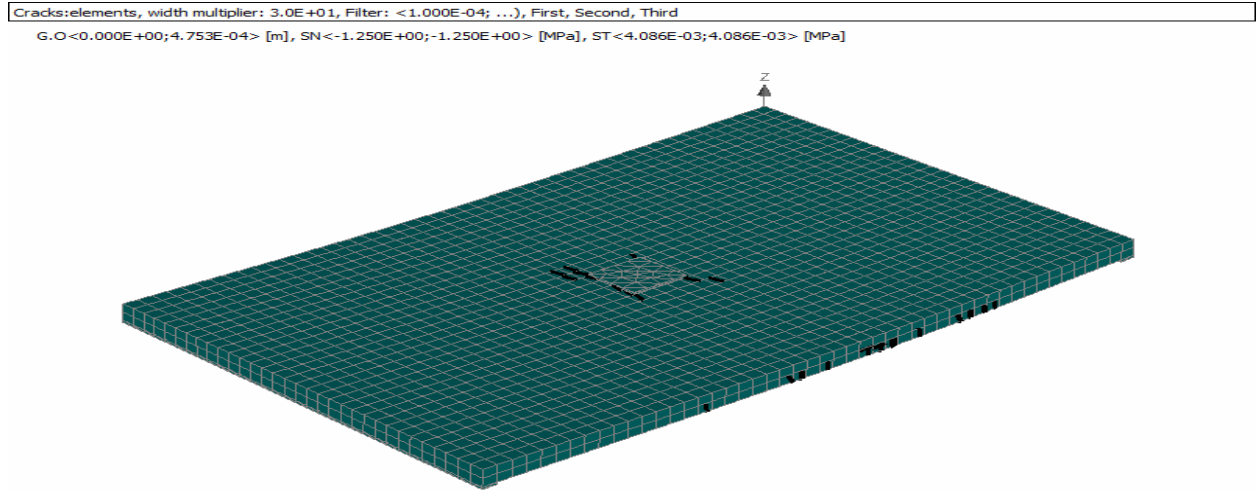 Cracks:elements, width multiplier: 3.0E+01, Filter: <1.000E-04; ...), First, Second, Third
G.O<0.000E+00;4.753E-04> [m], SN<-1.250E+00;-1.250E+00> [MPa], ST<4.086E-03;4.086E-03> [MPa]
Z